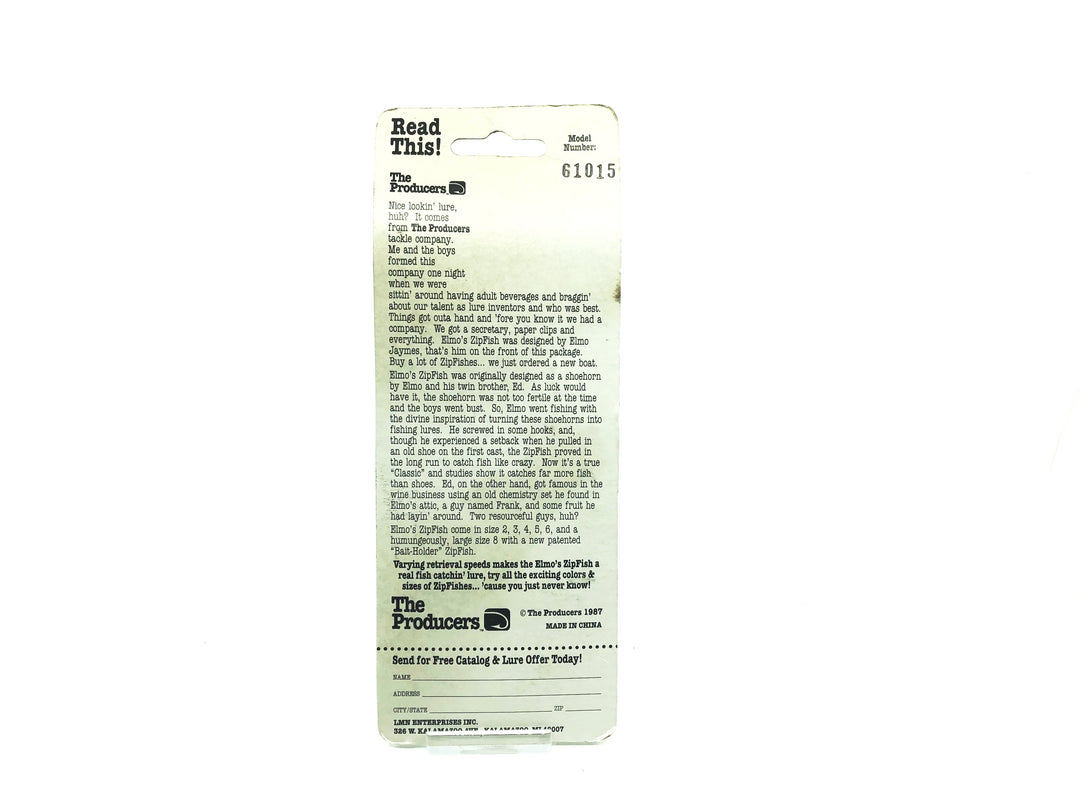 Read
This!
Model
Number:
61015
The
Producers
Nice lookin' lure,
huh? It comes
from The Producers
tackle company.
Me and the boys
formed this
company one night
when we were
sittin' around having adult beverages and braggin'
about our talent as lure inventors and who was best.
Things got outa hand and 'fore you know it we had a
company. We got a secretary, paper clips and
everything. Elmo's ZipFish was designed by Elmo
Jaymes, that's him on the front of this package.
Buy a lot of ZipFishes... we just ordered a new boat.
Elmo's ZipFish was originally designed as a shoehorn
by Elmo and his twin brother, Ed. As luck would
have it, the shoehorn was not too fertile at the time
and the boys went bust. So, Elmo went fishing with
the divine inspiration of turning these shoehorns into
fishing lures. He screwed in some hooks, and,
though he experienced a setback when he pulled in
an old shoe on the first cast, the ZipFish proved in
the long run to catch fish like crazy. Now it's a true
"Classic" and studies show it catches far more fish
than shoes. Ed, on the other hand, got famous in the
wine business using an old chemistry set he found in
Elmo's attic, a guy named Frank, and some fruit he
had layin' around. Two resourceful guys, huh?
Elmo's ZipFish come in size 2, 3, 4, 5, 6, and a
humungeously, large size 8 with a new patented
"Bait-Holder" ZipFish.
Varying retrieval speeds makes the Elmo's ZipFish a
real fish catchin' lure, try all the exciting colors &
sizes of ZipFishes... 'cause you just never know!
The
Producers
© The Producers 1987
MADE IN CHINA
Send for Free Catalog & Lure Offer Today!
NAME
ADDRESS
CITY/STATE ZIP
LMN ENTERPRISES INC.
326 W. KALAMAZOO AVE. KALAMAZOO, MI 49007